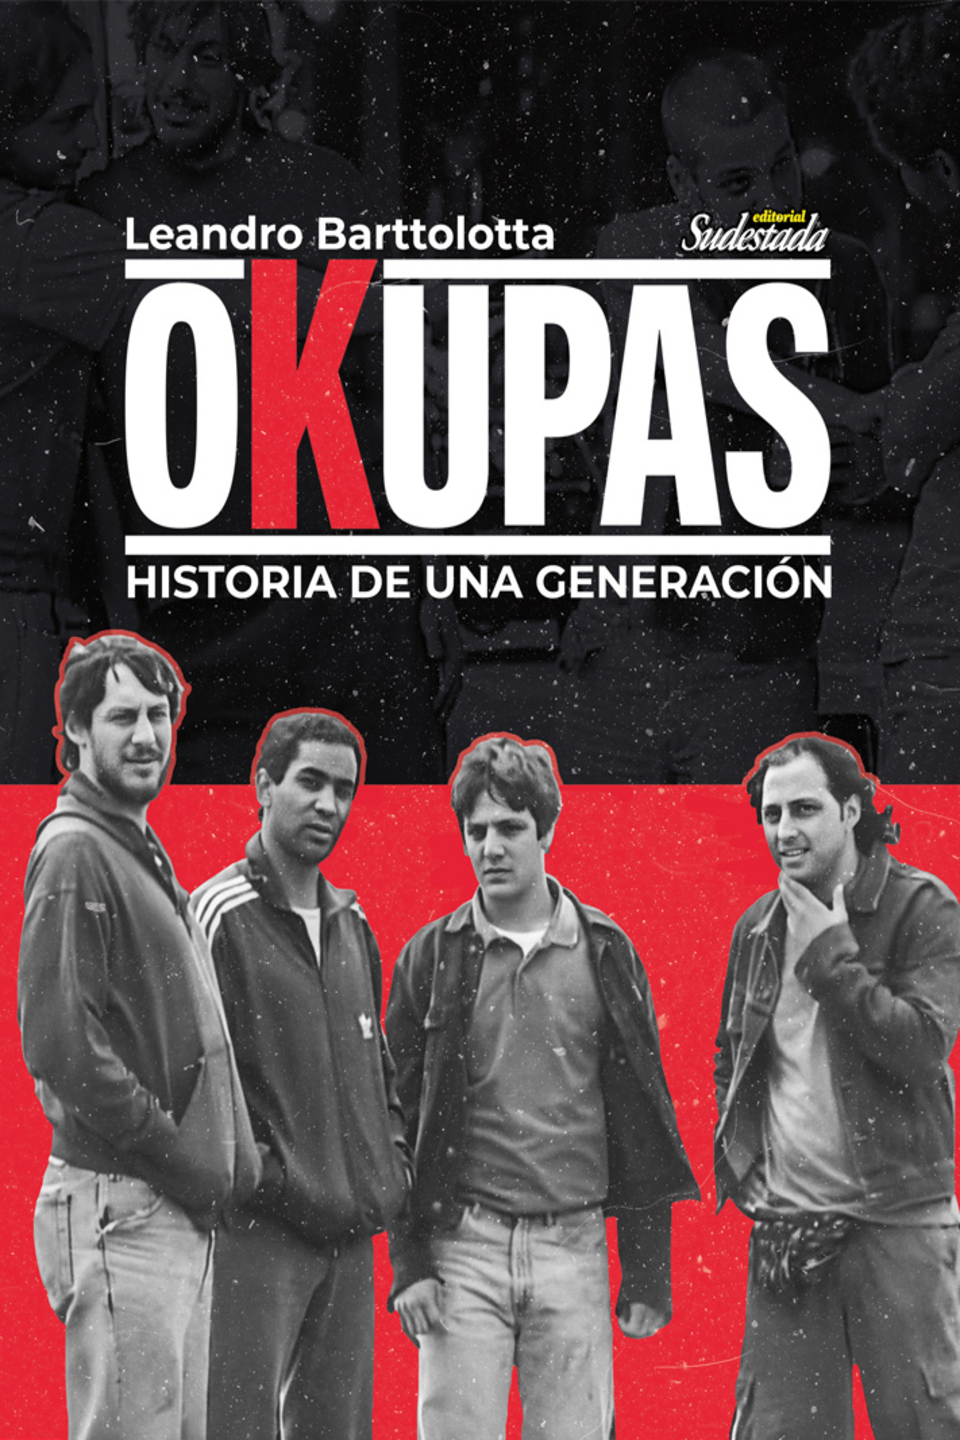 Leandro Barttolotta
editorial
Sudestada
OKUPAS
HISTORIA DE UNA GENERACIÓN